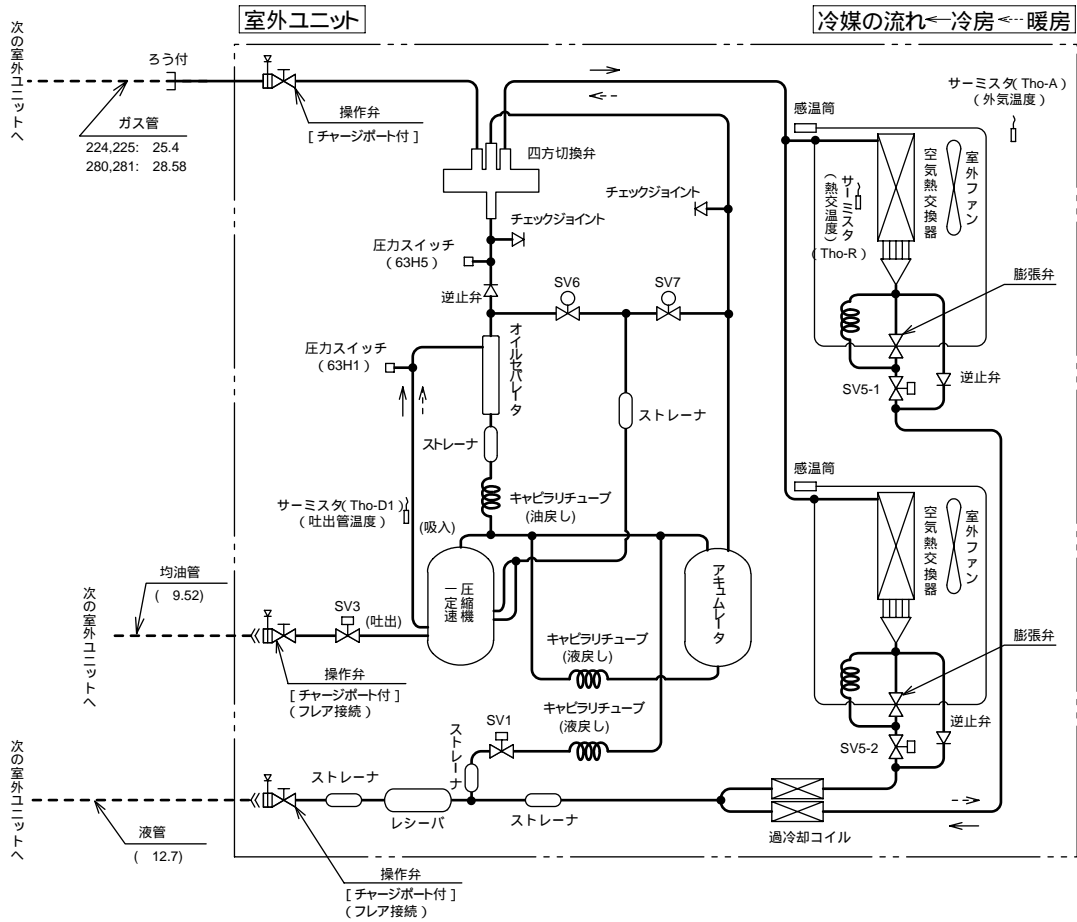 室外ユニット
冷媒の流れ←冷房 ⇠暖房
次の室外ユニットへ
ろう付
ガス管
224,225: 25.4
280,281: 28.58
操作弁
[チャージポート付]
四方切換弁
チェックジョイント
チェックジョイント
圧力スイッチ
(63H5)
逆止弁
SV6
SV7
圧力スイッチ
(63H1)
オイルセパレータ
ストレーナ
ストレーナ
サーミスタ(Tho-D1)
(吐出管温度)
キャピラリチューブ
(油戻し)
(吸入)
サーミスタ(Tho-A)
(外気温度)
感温筒
サーミスタ
(熱交温度)
(Tho-R)
空気熱交換器
室外ファン
膨張弁
SV5-1
逆止弁
感温筒
空気熱交換器
室外ファン
膨張弁
SV5-2
逆止弁
次の室外ユニットへ
均油管
( 9.52)
SV3
(吐出)
圧縮機
一定速
アキュムレータ
操作弁
[チャージポート付]
(フレア接続)
キャピラリチューブ
(液戻し)
キャピラリチューブ
(液戻し)
SV1
ストレーナ
次の室外ユニットへ
液管
( 12.7)
ストレーナ
レシーバ
ストレーナ
過冷却コイル
操作弁
[チャージポート付]
(フレア接続)